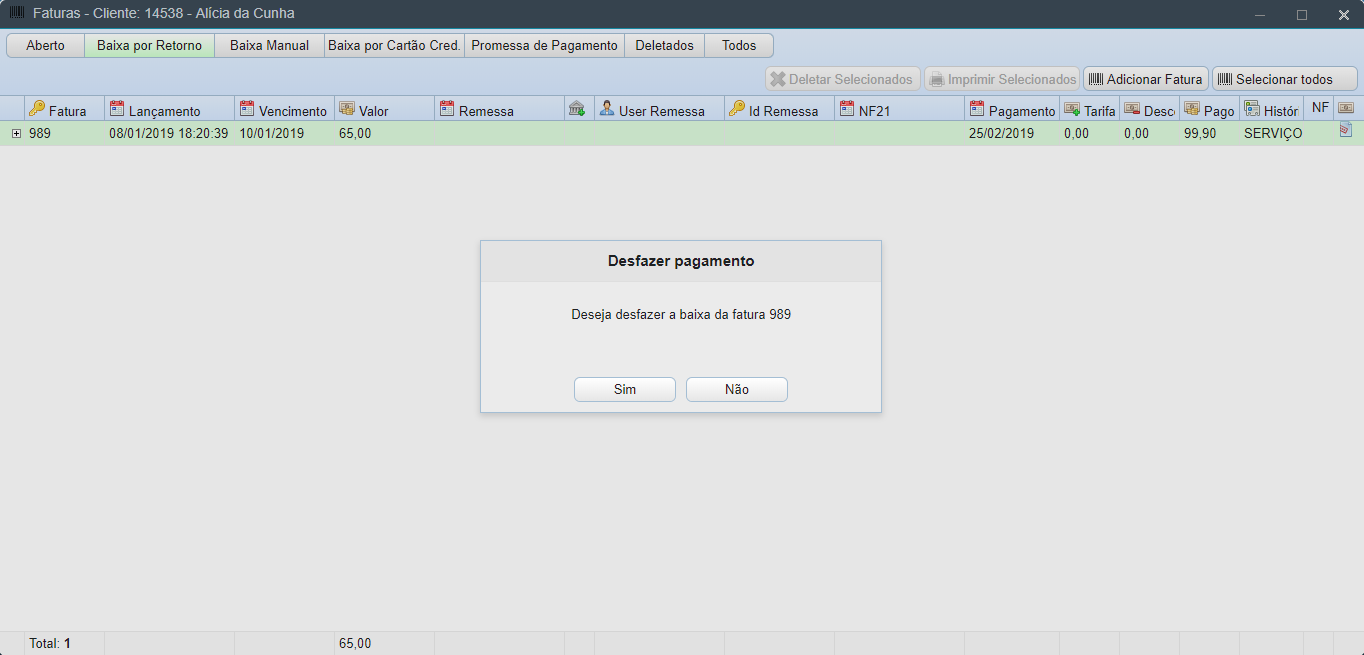 Faturas - Cliente: 14538 - Alícia da Cunha
Aberto Baixa por Retorno Baixa Manual Baixa por Cartão Cred. Promessa de Pagamento Deletados Todos
Deletar Selecionados Imprimir Selecionados Adicionar Fatura Selecionar todos
Fatura Lançamento Vencimento Valor Remessa User Remessa Id Remessa NF21 Pagamento Tarifa Desc Pago Histór NF
989 08/01/2019 18:20:39 10/01/2019 65,00 25/02/2019 0,00 0,00 99,90 SERVIÇO
Desfazer pagamento
Deseja desfazer a baixa da fatura 989
Sim Não
Total: 1 65,00